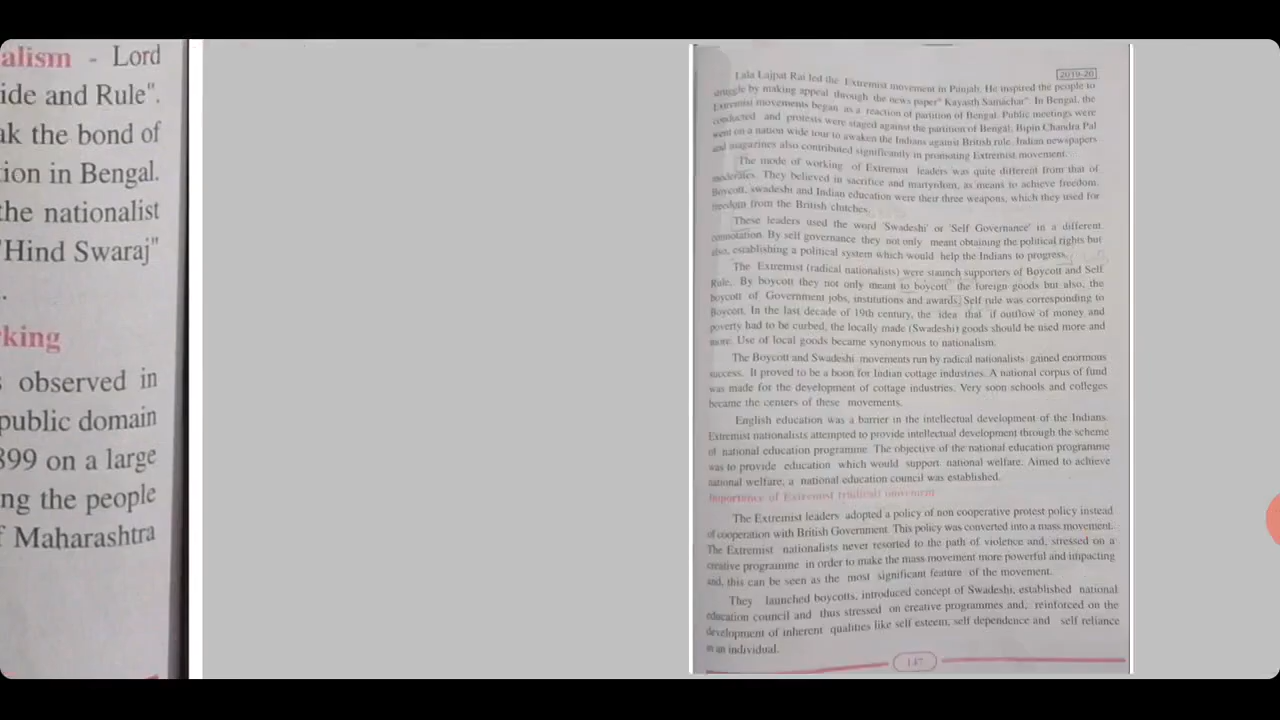 alism - Lord
ide and Rule".
ak the bond of
tion in Bengal.
the nationalist
"Hind Swaraj"
.
rking
s observed in
public domain
899 on a large
ng the people
f Maharashtra
2019-20
Lala Lajpat Rai led the Extremist movement in Punjab. He inspired the people to
struggle by making appeal through the news paper" Kayasth Samachar". In Bengal, the
Extremist movements began as a reaction of partition of Bengal. Public meetings were
conducted and protests were staged against the partition of Bengal. Bipin Chandra Pal
went on a nation wide tour to awaken the Indians against British rule. Indian newspapers
and magazines also contributed significantly in promoting Extremist movement.
The mode of working of Extremist leaders was quite different from that of
moderates. They believed in sacrifice and martyrdom, as means to achieve freedom.
Boycott, swadeshi and Indian education were their three weapons, which they used for
freedom from the British clutches.
These leaders used the word 'Swadeshi' or 'Self Governance' in a different
connotation. By self governance they not only meant obtaining the political rights but
also, establishing a political system which would help the Indians to progress.
The Extremist (radical nationalists) were staunch supporters of Boycott and Self
Rule. By boycott they not only meant to boycott the foreign goods but also, the
boycott of Government jobs, institutions and awards. Self rule was corresponding to
Boycott. In the last decade of 19th century, the idea that if outflow of money and
poverty had to be curbed, the locally made (Swadeshi) goods should be used more and
more. Use of local goods became synonymous to nationalism.
The Boycott and Swadeshi movements run by radical nationalists gained enormous
success. It proved to be a boon for Indian cottage industries. A national corpus of fund
was made for the development of cottage industries. Very soon schools and colleges
became the centers of these movements.
English education was a barrier in the intellectual development of the Indians.
Extremist nationalists attempted to provide intellectual development through the scheme
of national education programme. The objective of the national education programme
was to provide education which would support national welfare. Aimed to achieve
national welfare, a national education council was established.
Importance of Extremist (radical) movement
The Extremist leaders adopted a policy of non cooperative protest policy instead
of cooperation with British Government. This policy was converted into a mass movement.
The Extremist nationalists never resorted to the path of violence and, stressed on a
creative programme in order to make the mass movement more powerful and impacting
and, this can be seen as the most significant feature of the movement.
They launched boycotts, introduced concept of Swadeshi, established national
education council and thus stressed on creative programmes and, reinforced on the
development of inherent qualities like self esteem, self dependence and self reliance
in an individual.
147